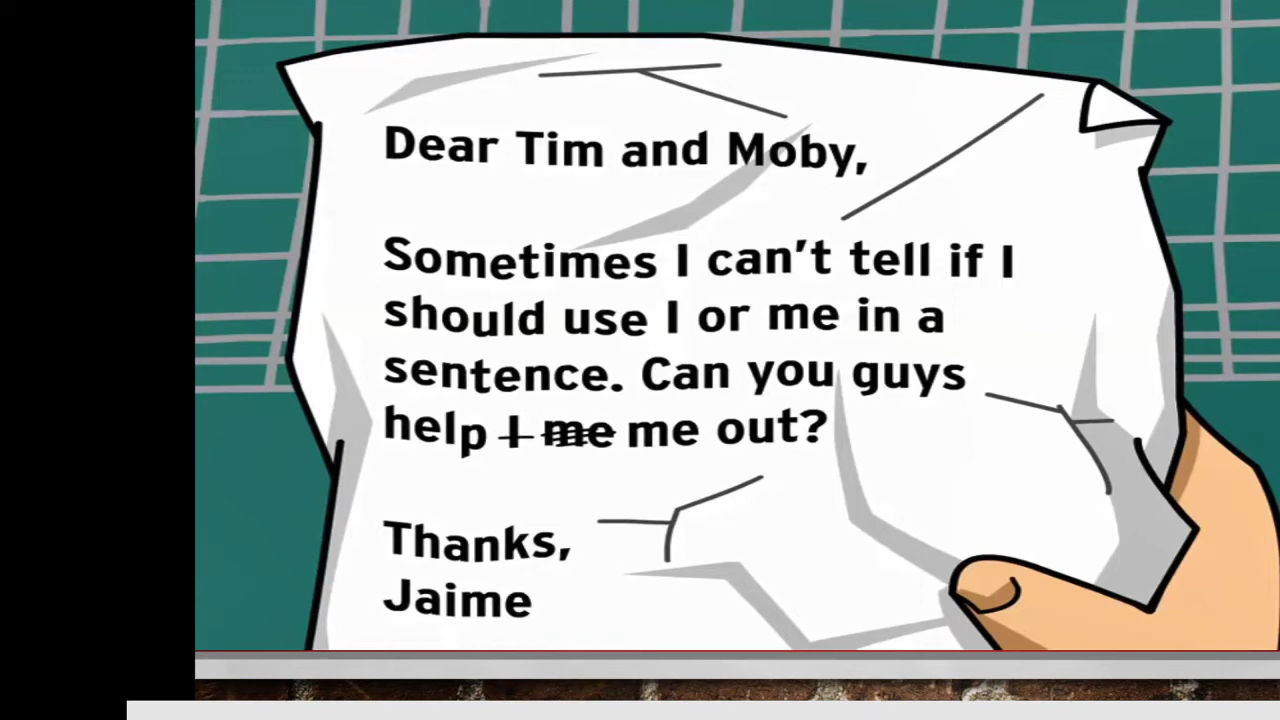 Dear Tim and Moby,
Sometimes I can't tell if I
should use I or me in a
sentence. Can you guys
help I me me out?
Thanks,
Jaime